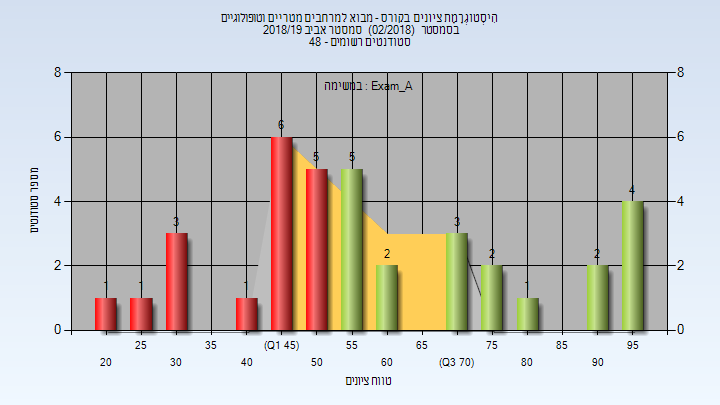 היסטוגרמת ציונים בקורס - מבוא למרחבים מטריים וטופולוגיים
בסמסטר (02/2018) סמסטר אביב 2018/19
סטודנטים רשומים - 48
במשימה : Exam_A
מספר סטודנטים
8 8
6 6
4 4
2 2
0 0
1 1 3 1 6 5 5 2 3 2 1 2 4
25 35 (Q1 45) 55 65 75 85 95
20 30 40 50 60 (Q3 70) 80 90
טווח ציונים